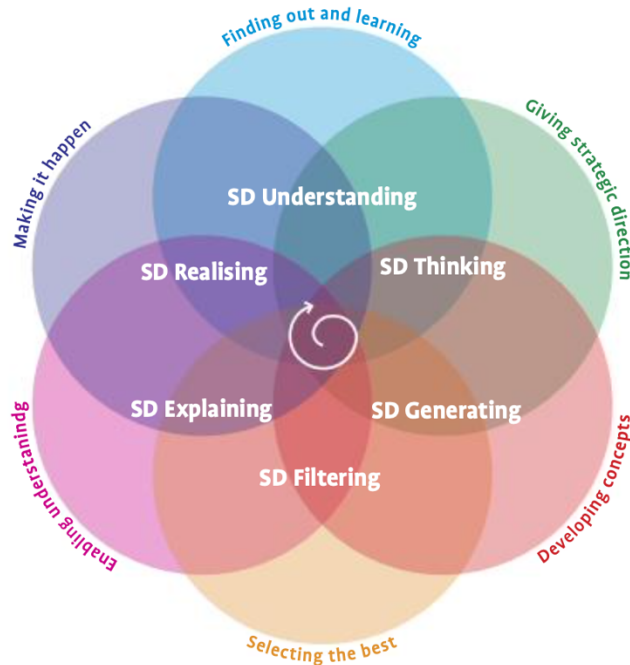 Finding out and learning
Making it happen
Giving strategic direction
SD Understanding
SD Realising
SD Thinking
SD Explaining
SD Generating
SD Filtering
Enabling understaninpdg
Developing concepts
Selecting the best